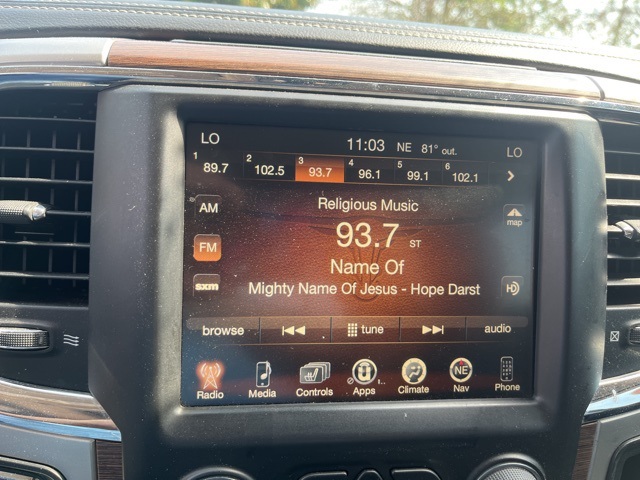 LO 11:03 NE 81° out. LO
1 89.7 2 102.5 3 93.7 4 96.1 5 99.1 6 102.1
AM Religious Music map
FM 93.7 ST
Name Of
sxm Mighty Name Of Jesus - Hope Darst HD
browse tune audio
NE
Radio Media Controls Apps Climate Nav Phone